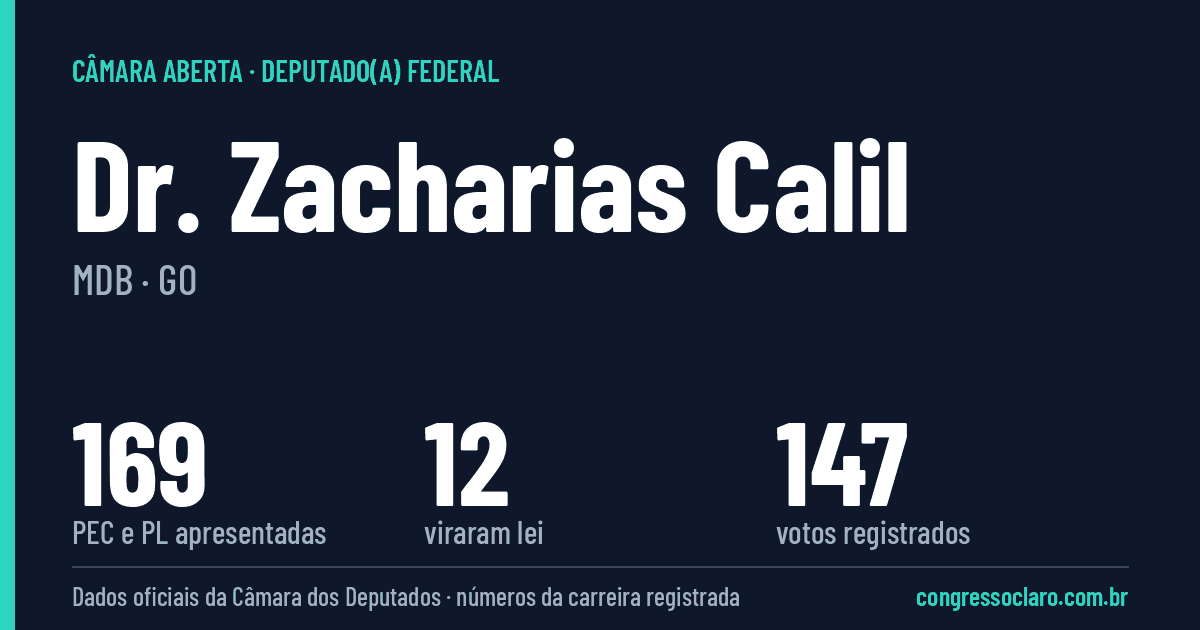 CÂMARA ABERTA · DEPUTADO(A) FEDERAL
Dr. Zacharias Calil
MDB · GO
169 12 147
PEC e PL apresentadas viraram lei votos registrados
Dados oficiais da Câmara dos Deputados · números da carreira registrada congressoclaro.com.br